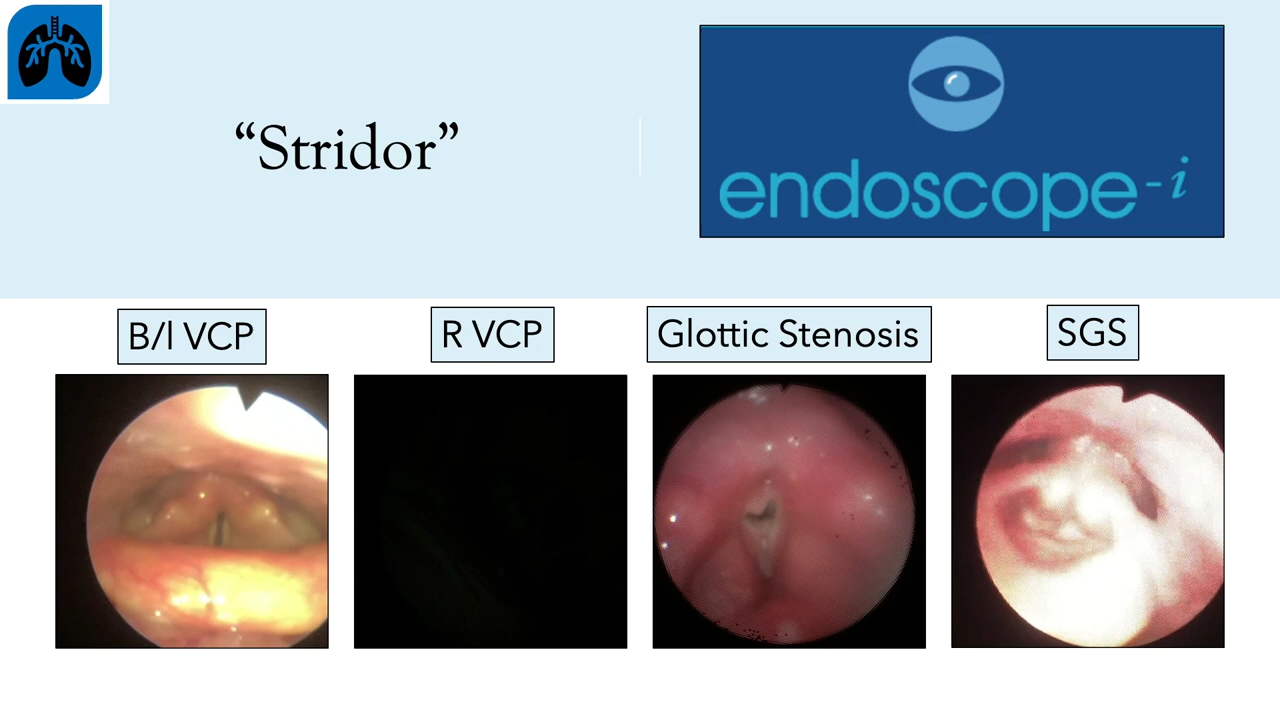 “Stridor”
endoscope-i
B/l VCP
R VCP
Glottic Stenosis
SGS